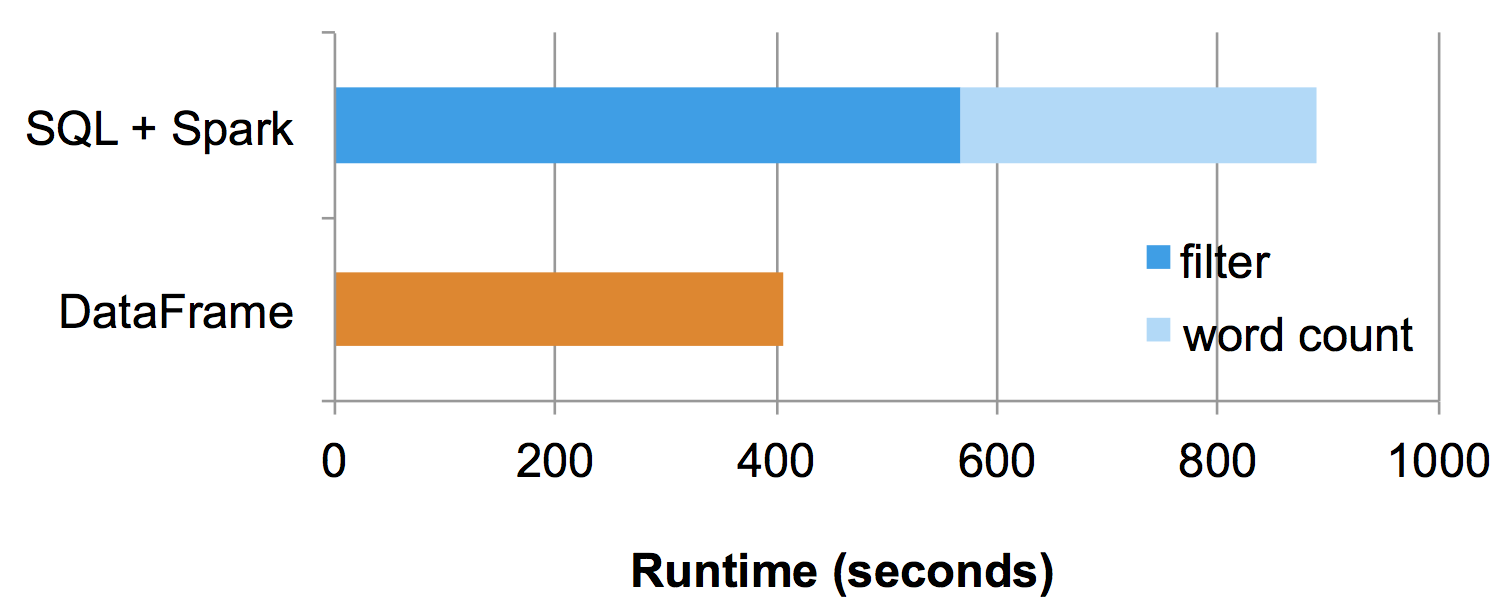 SQL + Spark
DataFrame
filter
word count
0 200 400 600 800 1000
Runtime (seconds)